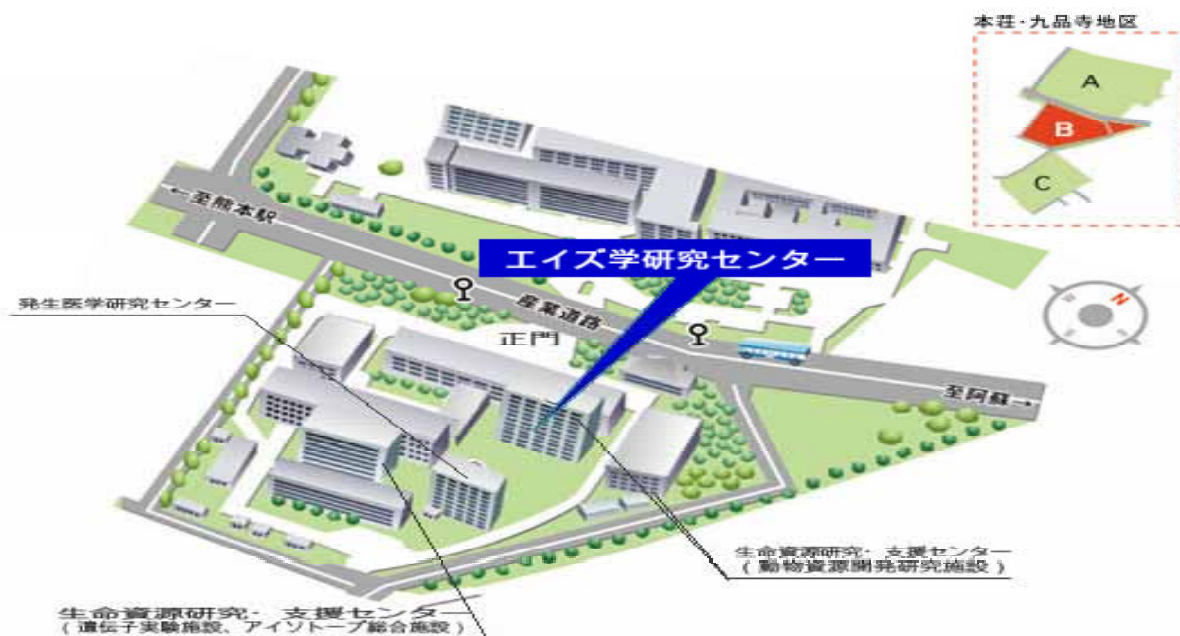 本荘・九品寺地区
A
B
C
←至熊本駅
エイズ学研究センター
発生医学研究センター
産業道路
正門
N
至阿蘇→
生命資源研究・支援センター
(動物資源開発研究施設)
生命資源研究・支援センター
(遺伝子実験施設、アイソトープ総合施設)